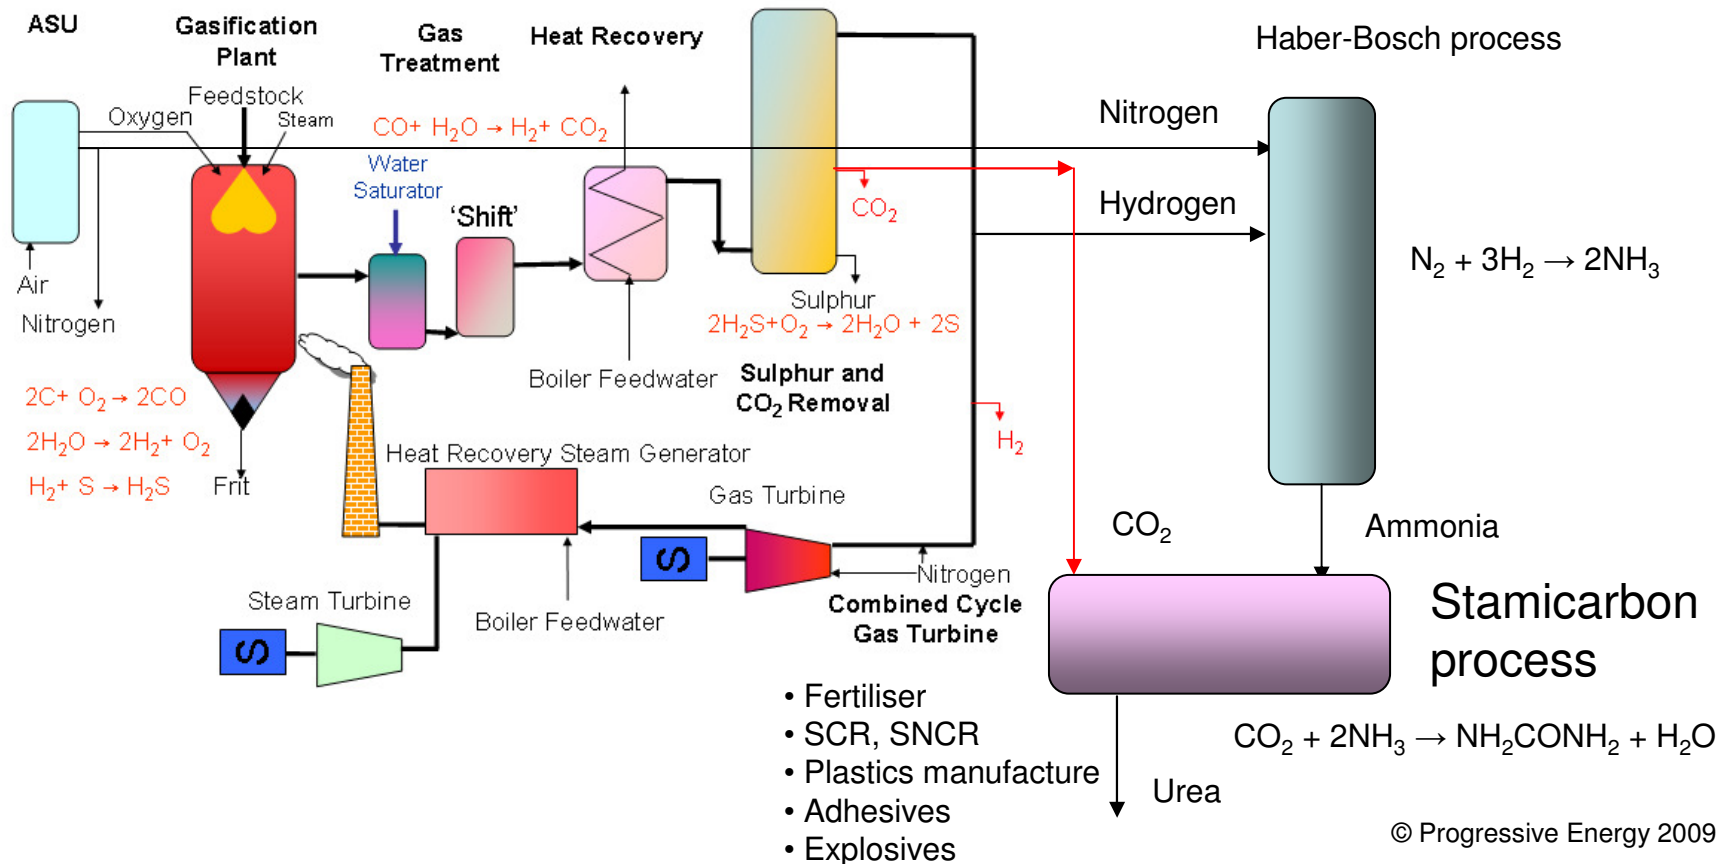 ASU
Gasification
Plant
Gas
Treatment
Heat Recovery
Haber-Bosch process
Feedstock
Oxygen
Steam
CO+ H₂O → H₂+ CO₂
Nitrogen
Water
Saturator
'Shift'
CO₂
Hydrogen
N₂ + 3H₂ → 2NH₃
Air
Nitrogen
Sulphur
2H₂S+O₂ → 2H₂O + 2S
Boiler Feedwater
Sulphur and
CO₂ Removal
2C+ O₂ → 2CO
2H₂O → 2H₂+ O₂
H₂+ S → H₂S
Frit
H₂
Heat Recovery Steam Generator
Gas Turbine
CO₂
Ammonia
S
Nitrogen
Combined Cycle
Gas Turbine
Steam Turbine
Boiler Feedwater
S
Stamicarbon
process
• Fertiliser
• SCR, SNCR
• Plastics manufacture
• Adhesives
• Explosives
CO₂ + 2NH₃ → NH₂CONH₂ + H₂O
Urea
© Progressive Energy 2009